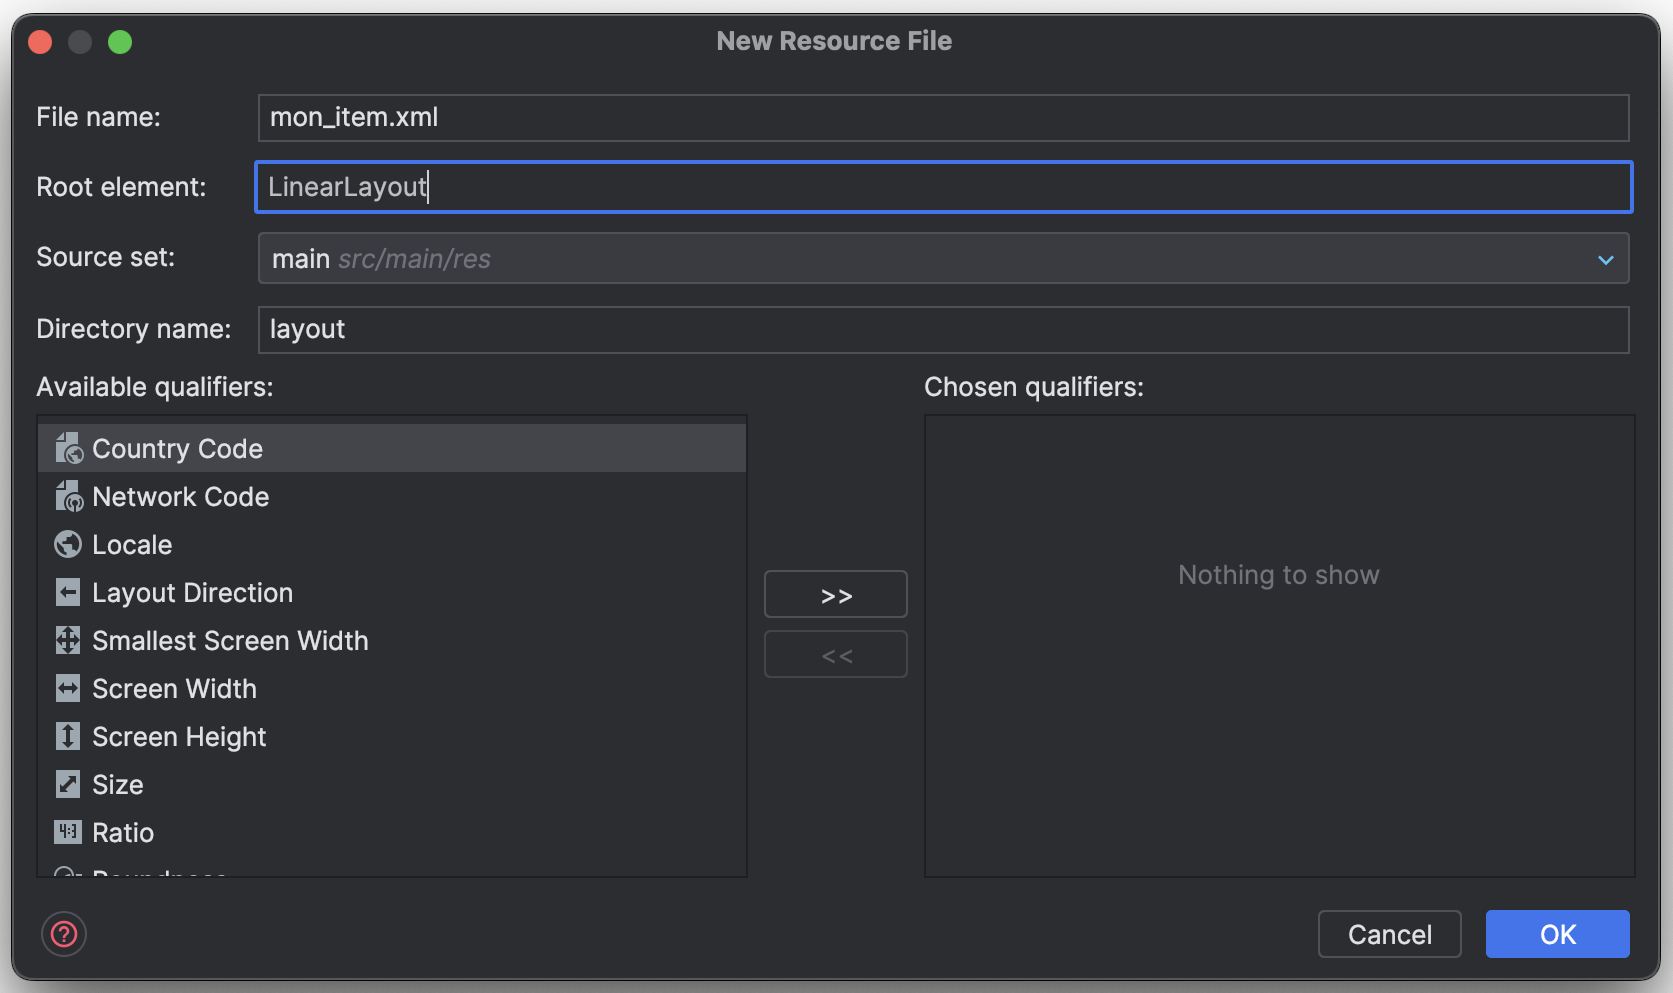 New Resource File
File name: mon_item.xml
Root element: LinearLayout
Source set: main src/main/res
Directory name: layout
Available qualifiers: Chosen qualifiers:
Country Code
Network Code
Locale
Layout Direction
Smallest Screen Width
Screen Width
Screen Height
Size
4:3 Ratio
Nothing to show
>>
<<
?
Cancel OK